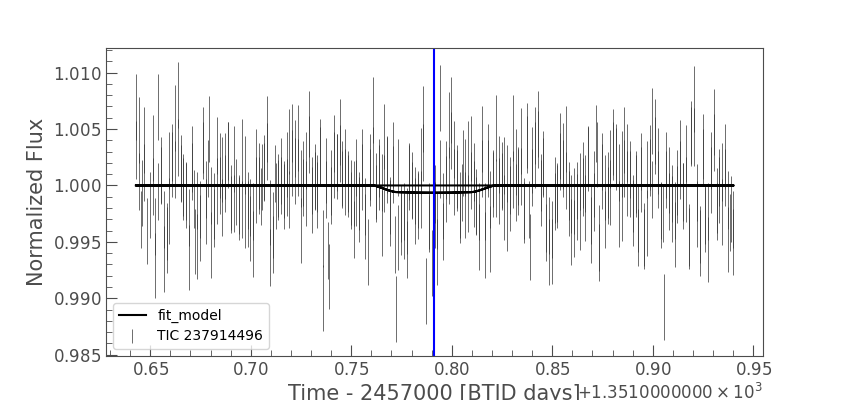 Normalized Flux
1.010
1.005
1.000
0.995
0.990
0.985
fit_model
TIC 237914496
0.65 0.70 0.75 0.80 0.85 0.90 0.95
Time - 2457000 [BTJD days]
+1.3510000000 × 10³